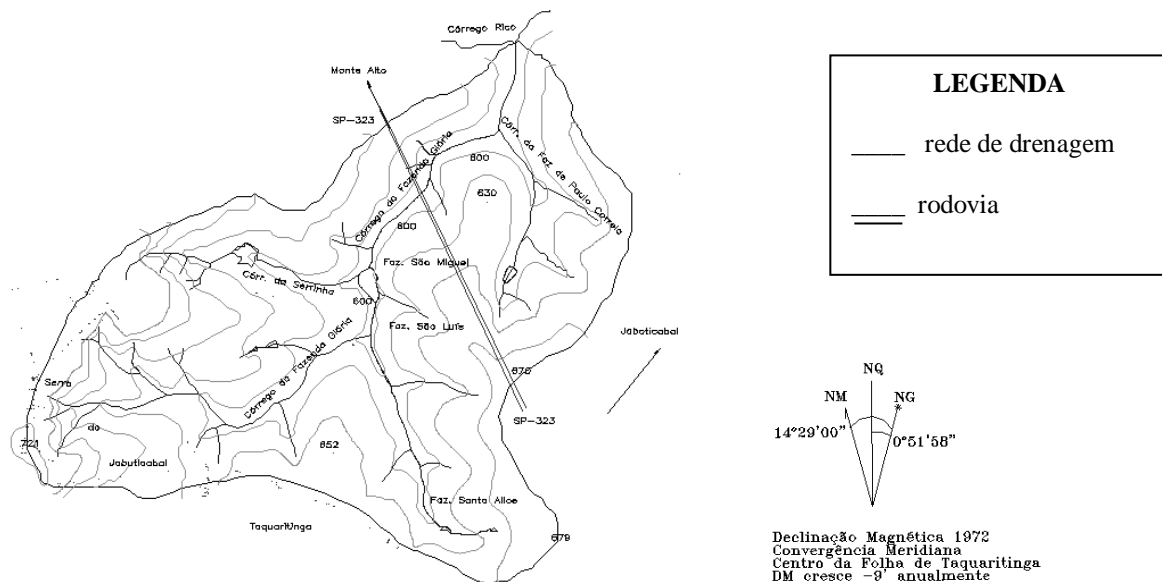 Córrego Rico
Monte Alto
SP-323
Córrego da Fazenda Glória
Córr. da Faz de Paulo Correia
600
630
600
Faz. São Miguel
Córr. da Serrinha
600
Faz. São Luís
Jaboticabal
Córrego da Fazenda Glória
670
SP-323
Serra
do
Jabuticabal
721
652
Faz. Santa Alice
Taquaritinga
679
LEGENDA
rede de drenagem
rodovia
NQ
NM
NG
14°29'00"
0°51'58"
Declinação Magnética 1972
Convergência Meridiana
Centro da Folha de Taquaritinga
DM cresce -9' anualmente